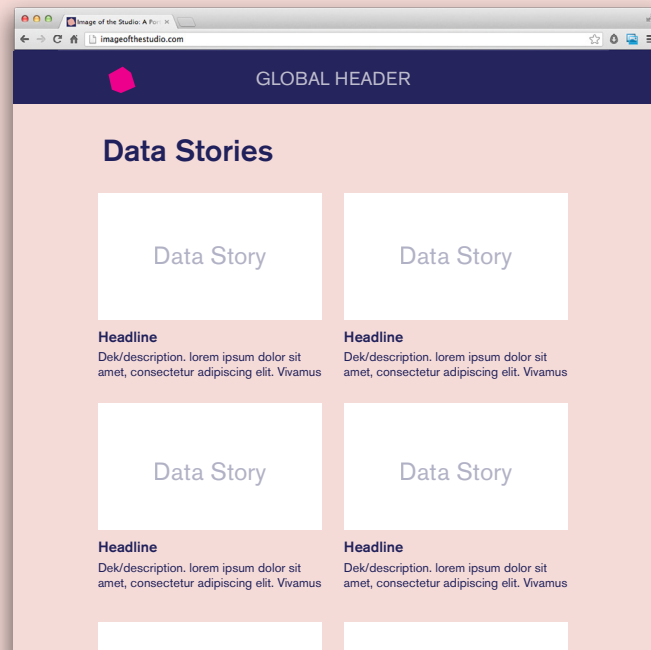 Image of the Studio: A Por
imageofthestudio.com
GLOBAL HEADER
Data Stories
Data Story
Data Story
Headline
Headline
Dek/description. lorem ipsum dolor sit
amet, consectetur adipiscing elit. Vivamus
Dek/description. lorem ipsum dolor sit
amet, consectetur adipiscing elit. Vivamus
Data Story
Data Story
Headline
Headline
Dek/description. lorem ipsum dolor sit
amet, consectetur adipiscing elit. Vivamus
Dek/description. lorem ipsum dolor sit
amet, consectetur adipiscing elit. Vivamus